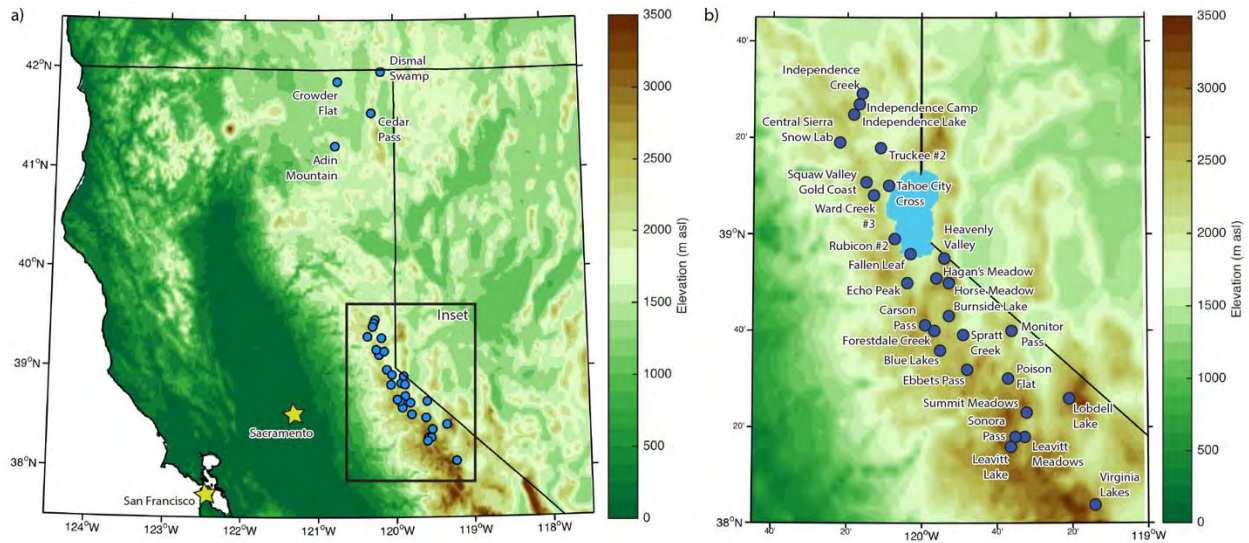 a)
42°N
41°N
40°N
39°N
38°N
124°W
123°W
122°W
121°W
120°W
119°W
118°W
Dismal
Swamp
Crowder
Flat
Cedar
Pass
Adin
Mountain
Inset
Sacramento
San Francisco
3500
3000
2500
2000
1500
1000
500
0
Elevation (m asl)
b)
40'
20'
39°N
40'
20'
38°N
40'
20'
120°W
40'
20'
119°W
Independence
Creek
Independence Camp
Independence Lake
Central Sierra
Snow Lab
Truckee #2
Squaw Valley
Gold Coast
Tahoe City
Cross
Ward Creek
#3
Rubicon #2
Heavenly
Valley
Fallen Leaf
Hagan's Meadow
Echo Peak
Horse Meadow
Burnside Lake
Carson
Pass
Monitor
Pass
Forestdale Creek
Spratt
Creek
Blue Lakes
Ebbets Pass
Poison
Flat
Summit Meadows
Lobdell
Lake
Sonora
Pass
Leavitt
Meadows
Leavitt
Lake
Virginia
Lakes
3500
3000
2500
2000
1500
1000
500
0
Elevation (m asl)